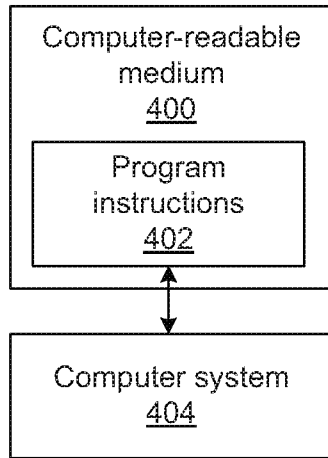 Computer-readable
medium
400
Program
instructions
402
Computer system
404